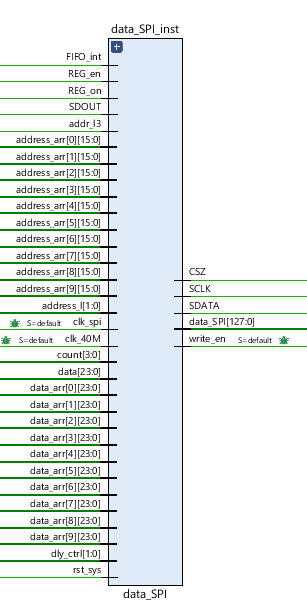 data_SPI_inst
FIFO_int
REG_en
REG_on
SDOUT
addr_l3
address_arr[0][15:0]
address_arr[1][15:0]
address_arr[2][15:0]
address_arr[3][15:0]
address_arr[4][15:0]
address_arr[5][15:0]
address_arr[6][15:0]
address_arr[7][15:0]
address_arr[8][15:0]
address_arr[9][15:0]
address_l[1:0]
S=default clk_spi
S=default clk_40M
count[3:0]
data[23:0]
data_arr[0][23:0]
data_arr[1][23:0]
data_arr[2][23:0]
data_arr[3][23:0]
data_arr[4][23:0]
data_arr[5][23:0]
data_arr[6][23:0]
data_arr[7][23:0]
data_arr[8][23:0]
data_arr[9][23:0]
dly_ctrl[1:0]
rst_sys
CSZ
SCLK
SDATA
data_SPI[127:0]
write_en S=default
data_SPI